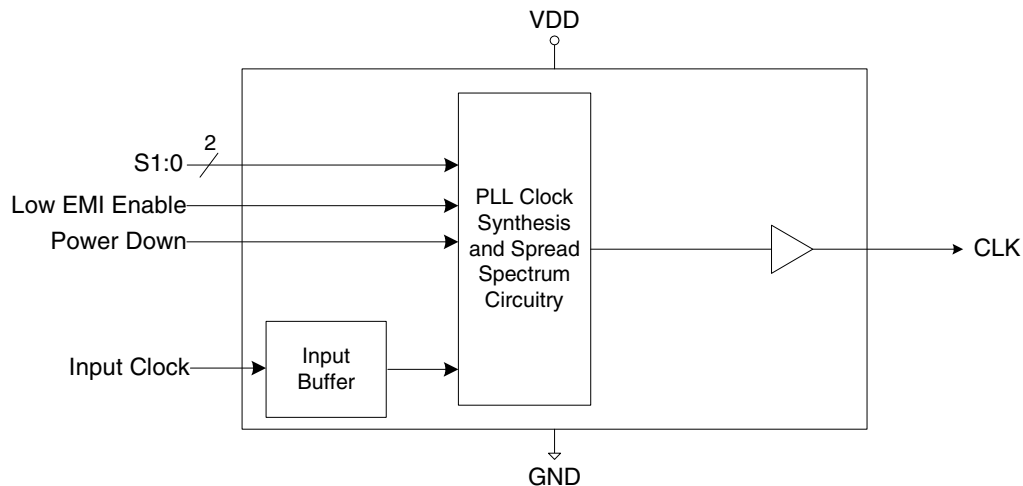 VDD
2
S1:0
Low EMI Enable
Power Down
PLL Clock
Synthesis
and Spread
Spectrum
Circuitry
CLK
Input Clock
Input
Buffer
GND